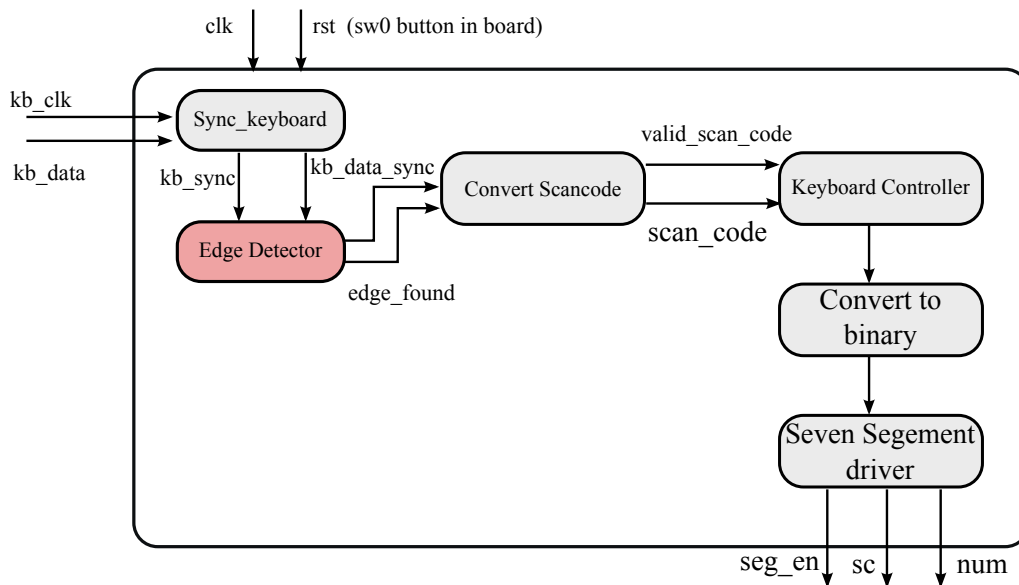 clk
rst (sw0 button in board)
kb_clk
kb_data
Sync_keyboard
kb_sync
kb_data_sync
Edge Detector
edge_found
Convert Scancode
valid_scan_code
scan_code
Keyboard Controller
Convert to
binary
Seven Segement
driver
seg_en
sc
num